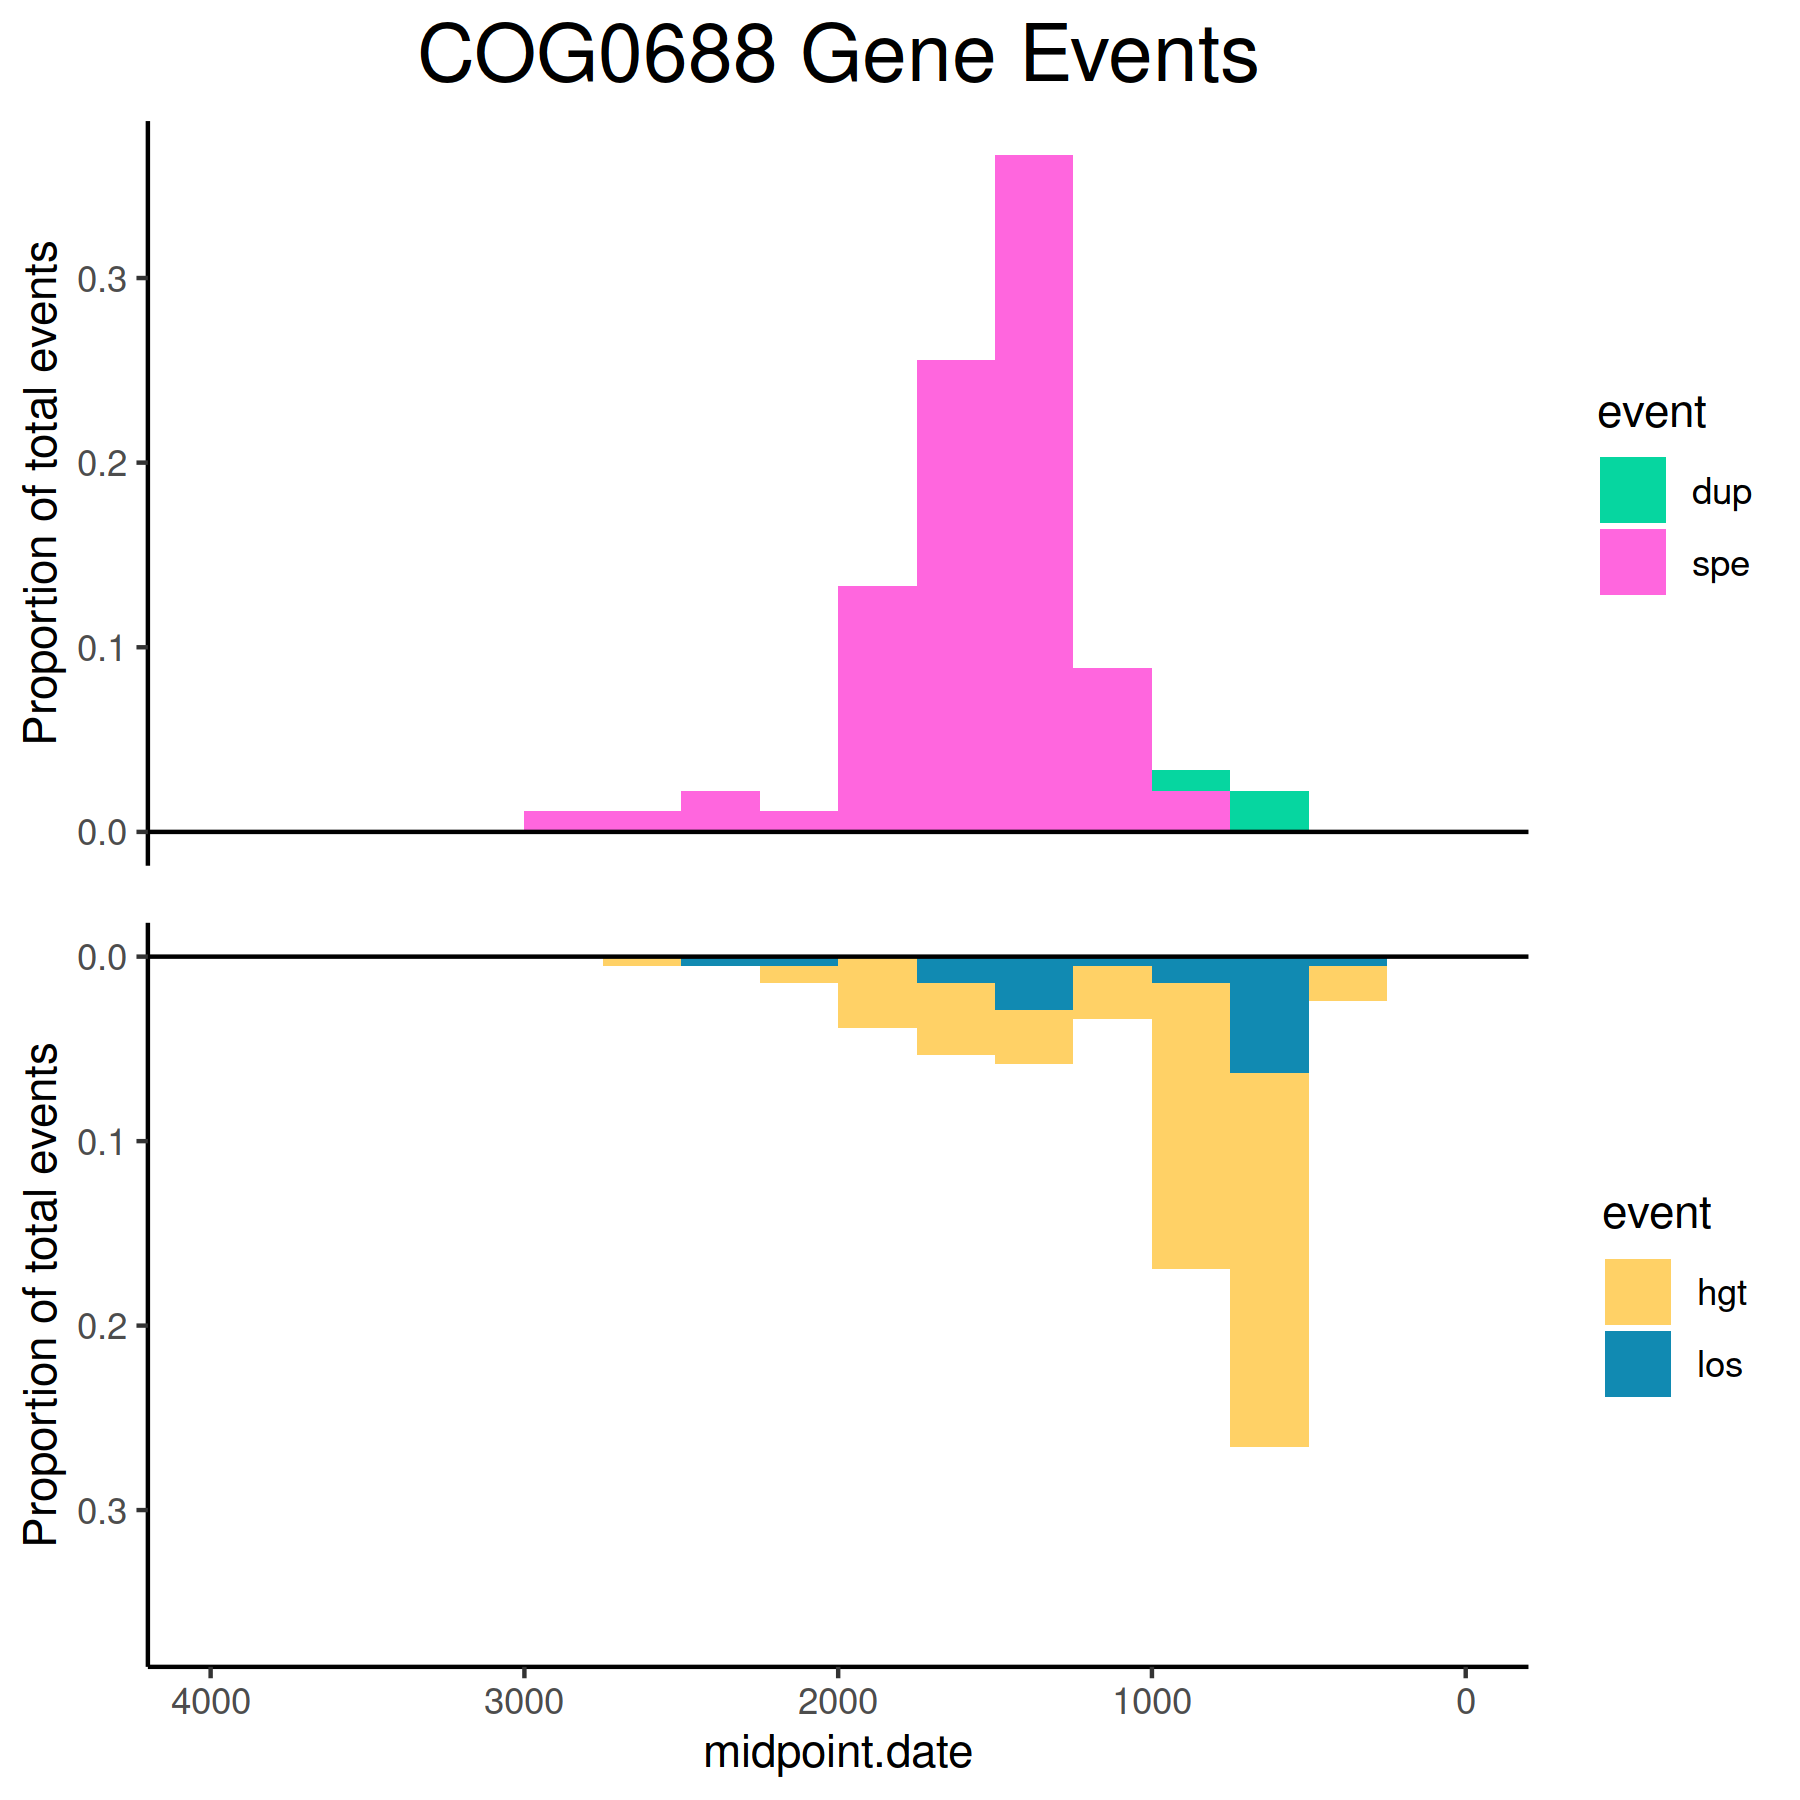 COG0688 Gene Events
Proportion of total events
0.3
0.2
0.1
0.0
event
dup
spe
Proportion of total events
0.0
0.1
0.2
0.3
event
hgt
los
4000 3000 2000 1000 0
midpoint.date